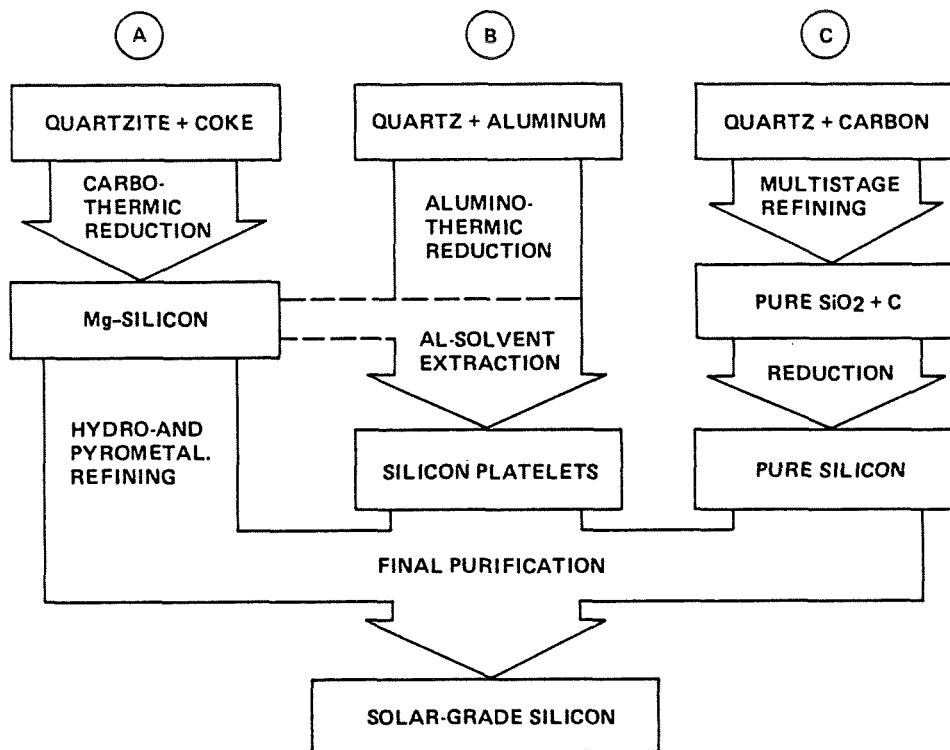 A
B
C
QUARTZITE + COKE
QUARTZ + ALUMINUM
QUARTZ + CARBON
CARBO-
THERMIC
REDUCTION
ALUMINO-
THERMIC
REDUCTION
MULTISTAGE
REFINING
Mg-SILICON
PURE SiO2 + C
AL-SOLVENT
EXTRACTION
REDUCTION
HYDRO-AND
PYROMETAL.
REFINING
SILICON PLATELETS
PURE SILICON
FINAL PURIFICATION
SOLAR-GRADE SILICON